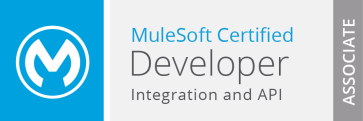 MuleSoft Certified
Developer
Integration and API
ASSOCIATE